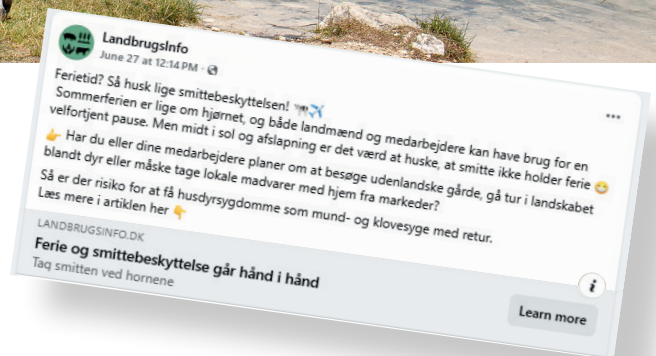 LandbrugsInfo
June 27 at 12:14 PM ·
Ferietid? Så husk lige smittebeskyttelsen! 🐄✈️
Sommerferien er lige om hjørnet, og både landmænd og medarbejdere kan have brug for en
velfortjent pause. Men midt i sol og afslapning er det værd at huske, at smitte ikke holder ferie 😁
👉 Har du eller dine medarbejdere planer om at besøge udenlandske gårde, gå tur i landskabet
blandt dyr eller måske tage lokale madvarer med hjem fra markeder?
Så er der risiko for at få husdyrsygdomme som mund- og klovesyge med retur.
Læs mere i artiklen her 👇
LANDBRUGSINFO.DK
Ferie og smittebeskyttelse går hånd i hånd
Tag smitten ved hornene
Learn more